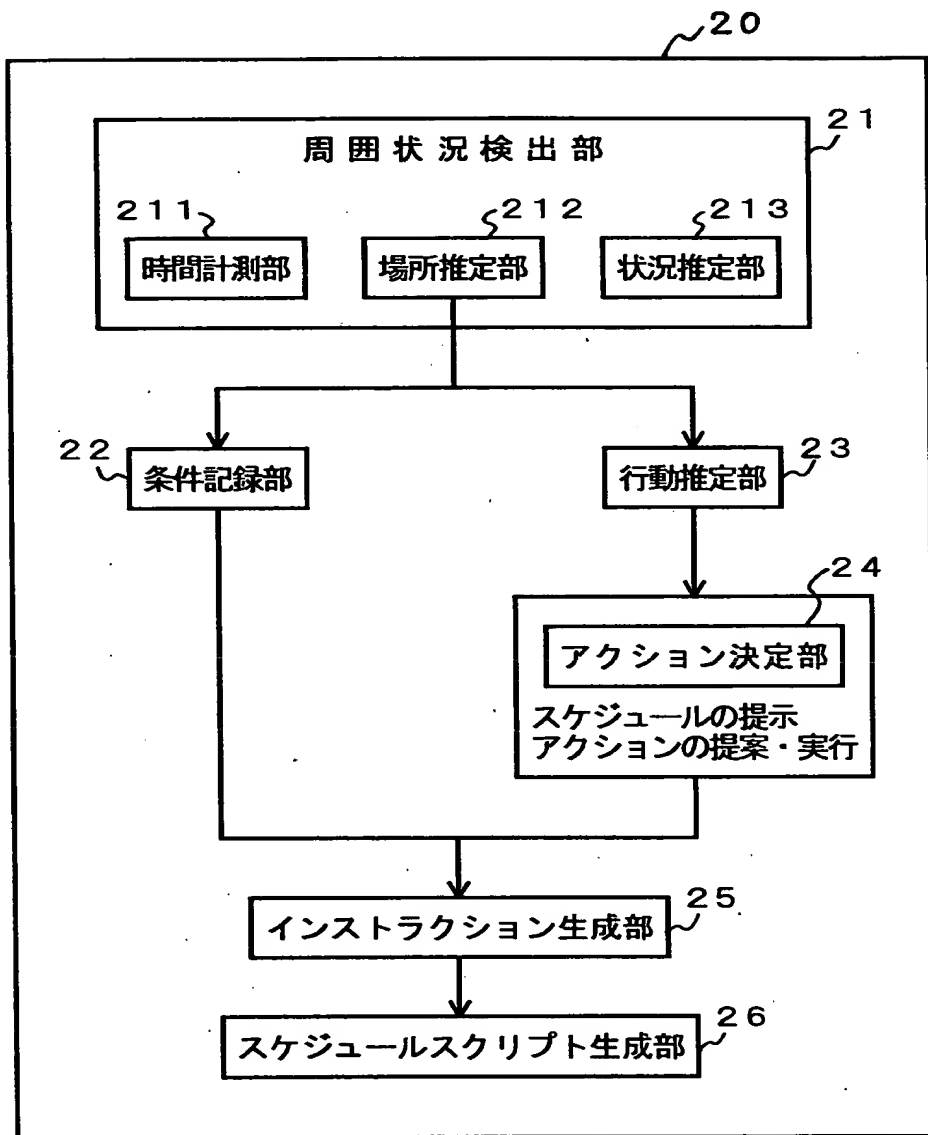 20
21
周囲状況検出部
211
212
213
時間計測部
場所推定部
状況推定部
22
条件記録部
23
行動推定部
24
アクション決定部
スケジュールの提示
アクションの提案・実行
25
インストラクション生成部
26
スケジュールスクリプト生成部